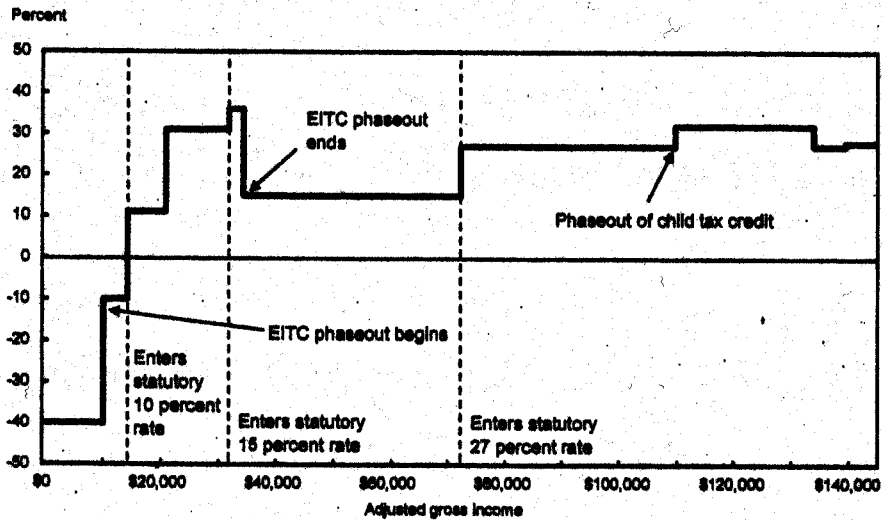 Percent
50
40
30
20
10
0
-10
-20
-30
-40
-50
EITC phaseout
ends
Phaseout of child tax credit
EITC phaseout begins
Enters
statutory
10 percent
rate
Enters statutory
15 percent rate
Enters statutory
27 percent rate
$0 $20,000 $40,000 $60,000 $80,000 $100,000 $120,000 $140,000
Adjusted gross income